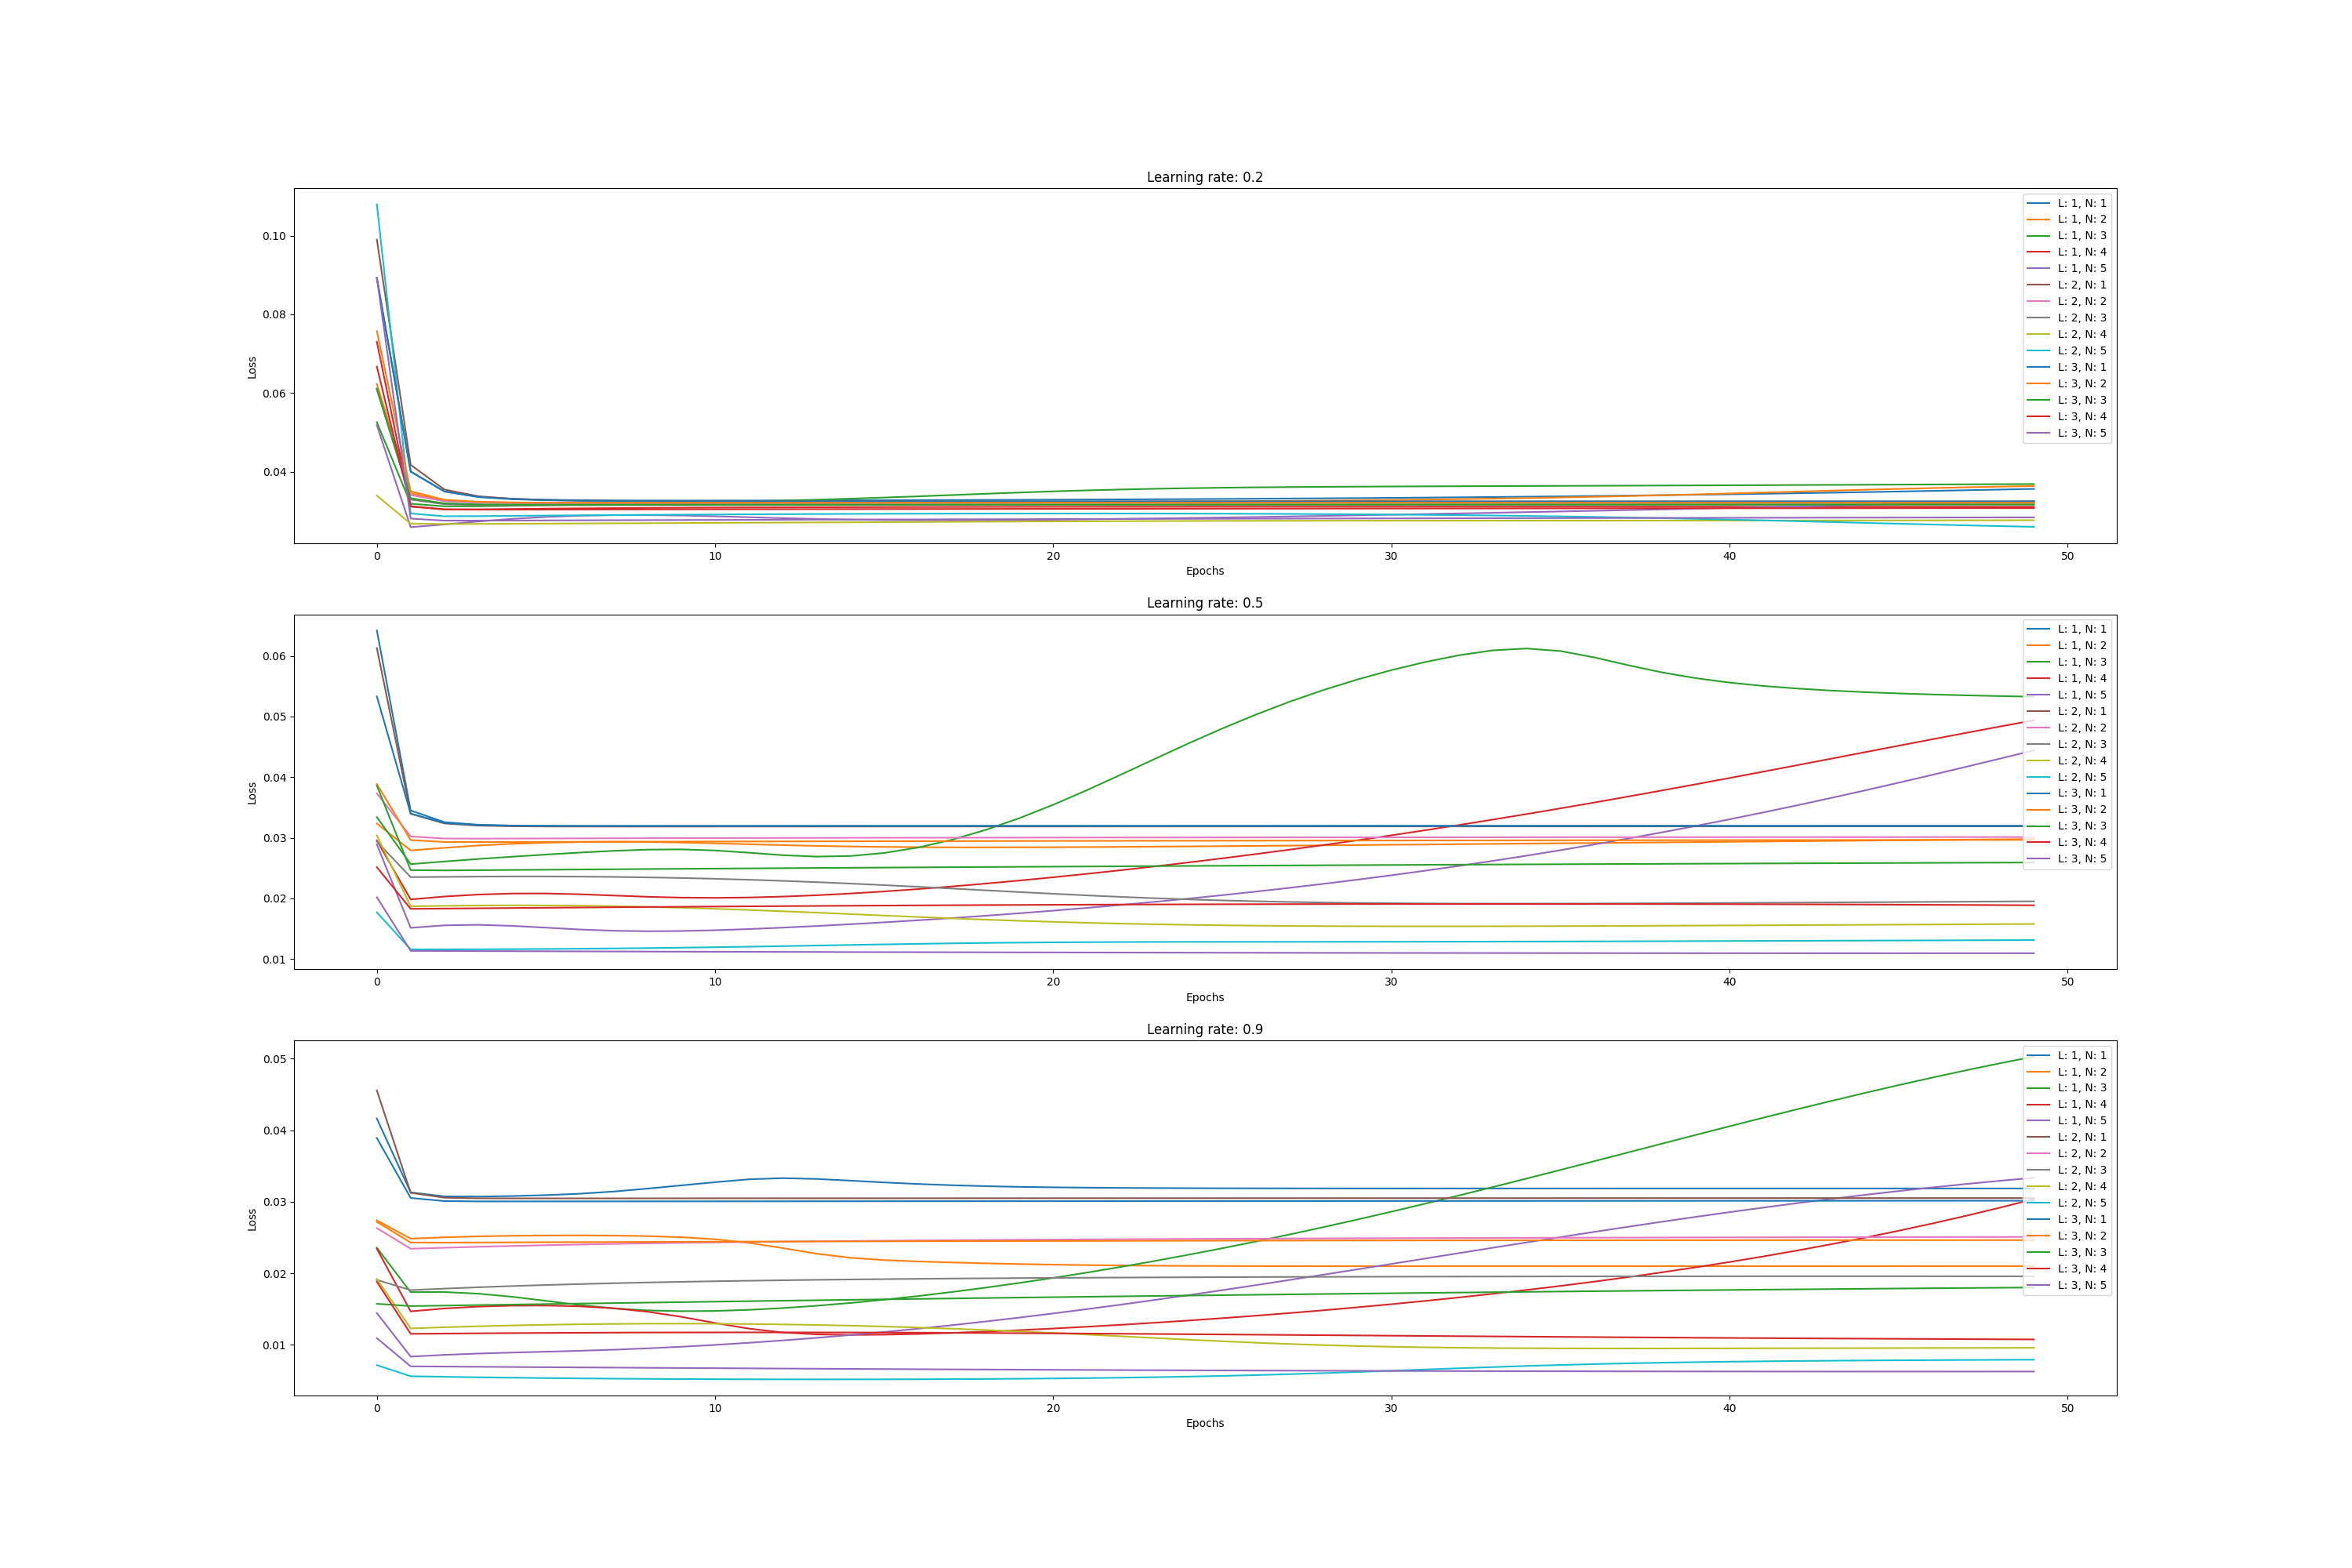 Learning rate: 0.2
Loss
0.10
0.08
0.06
0.04
0
10
20
30
40
50
Epochs
L: 1, N: 1
L: 1, N: 2
L: 1, N: 3
L: 1, N: 4
L: 1, N: 5
L: 2, N: 1
L: 2, N: 2
L: 2, N: 3
L: 2, N: 4
L: 2, N: 5
L: 3, N: 1
L: 3, N: 2
L: 3, N: 3
L: 3, N: 4
L: 3, N: 5
Learning rate: 0.5
Loss
0.06
0.05
0.04
0.03
0.02
0.01
0
10
20
30
40
50
Epochs
L: 1, N: 1
L: 1, N: 2
L: 1, N: 3
L: 1, N: 4
L: 1, N: 5
L: 2, N: 1
L: 2, N: 2
L: 2, N: 3
L: 2, N: 4
L: 2, N: 5
L: 3, N: 1
L: 3, N: 2
L: 3, N: 3
L: 3, N: 4
L: 3, N: 5
Learning rate: 0.9
Loss
0.05
0.04
0.03
0.02
0.01
0
10
20
30
40
50
Epochs
L: 1, N: 1
L: 1, N: 2
L: 1, N: 3
L: 1, N: 4
L: 1, N: 5
L: 2, N: 1
L: 2, N: 2
L: 2, N: 3
L: 2, N: 4
L: 2, N: 5
L: 3, N: 1
L: 3, N: 2
L: 3, N: 3
L: 3, N: 4
L: 3, N: 5